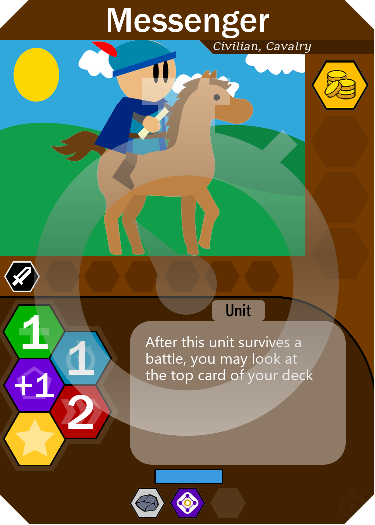 Messenger
Civilian, Cavalry
1
1
+1
2
Unit
After this unit survives a
battle, you may look at
the top card of your deck